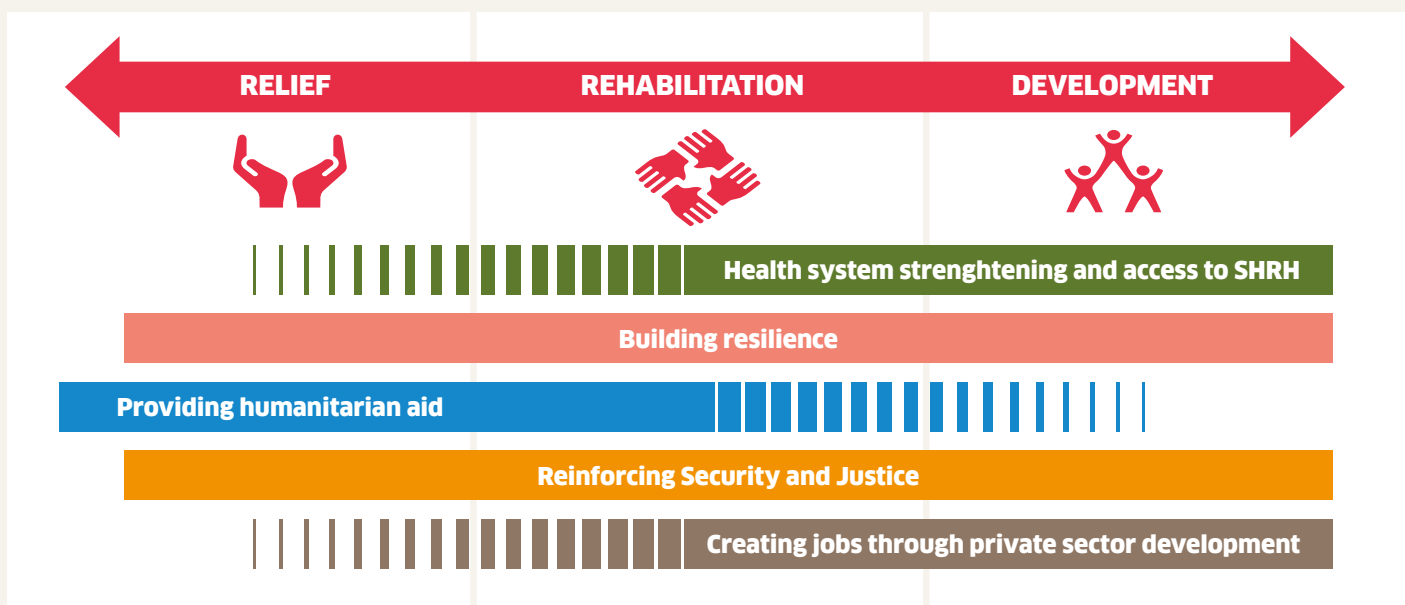 RELIEF
REHABILITATION
DEVELOPMENT
Health system strenghtening and access to SHRH
Building resilience
Providing humanitarian aid
Reinforcing Security and Justice
Creating jobs through private sector development